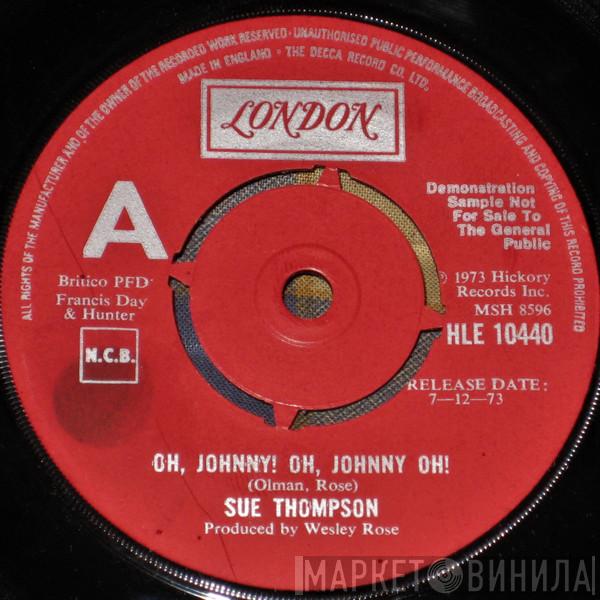 ALL RIGHTS OF THE MANUFACTURER AND OF THE OWNER OF THE RECORDED WORK RESERVED · UNAUTHORISED PUBLIC PERFORMANCE BROADCASTING AND COPYING OF THIS RECORD PROHIBITED
MADE IN ENGLAND · THE DECCA RECORD CO. LTD.
LONDON
A
Demonstration
Sample Not
For Sale To
The General
Public
Britico PFD
Francis Day
& Hunter
N.C.B.
℗ 1973 Hickory
Records Inc.
MSH 8596
HLE 10440
RELEASE DATE:
7—12—73
OH, JOHNNY! OH, JOHNNY OH!
(Olman, Rose)
SUE THOMPSON
Produced by Wesley Rose
МАРКЕТ ВИНИЛА